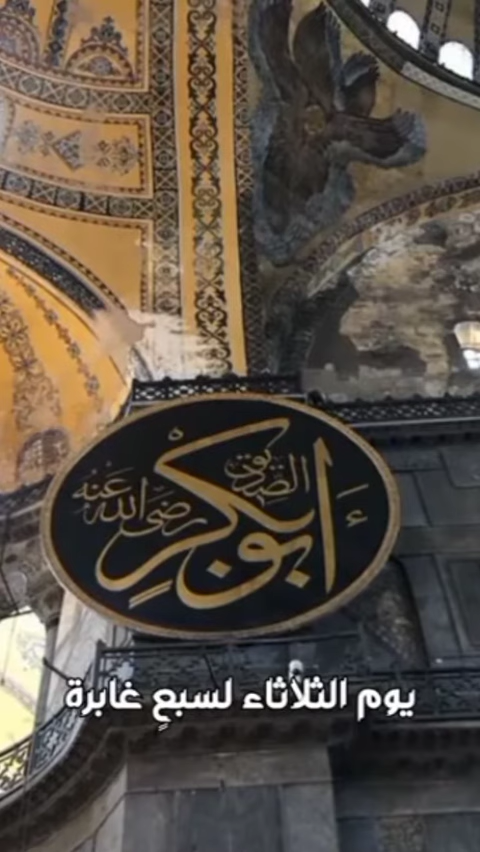 أبو بكر الصديق رضي الله عنه
يوم الثلاثاء لسبعٍ غابرة